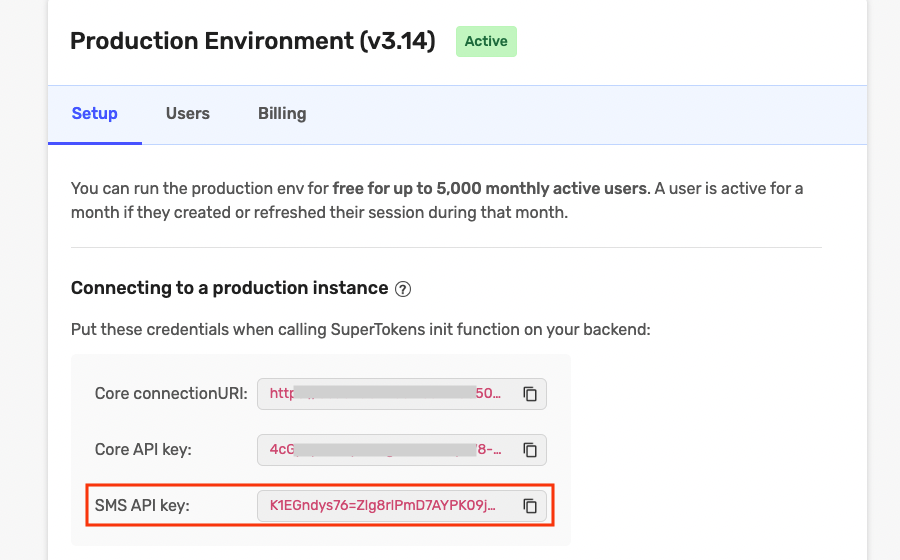 Production Environment (v3.14) Active
Setup Users Billing
You can run the production env for free for up to 5,000 monthly active users. A user is active for a
month if they created or refreshed their session during that month.
Connecting to a production instance ?
Put these credentials when calling SuperTokens init function on your backend:
Core connectionURI: http 50...
Core API key: 4cG 8-...
SMS API key: K1EGndys76=Zlg8rlPmD7AYPK09j...